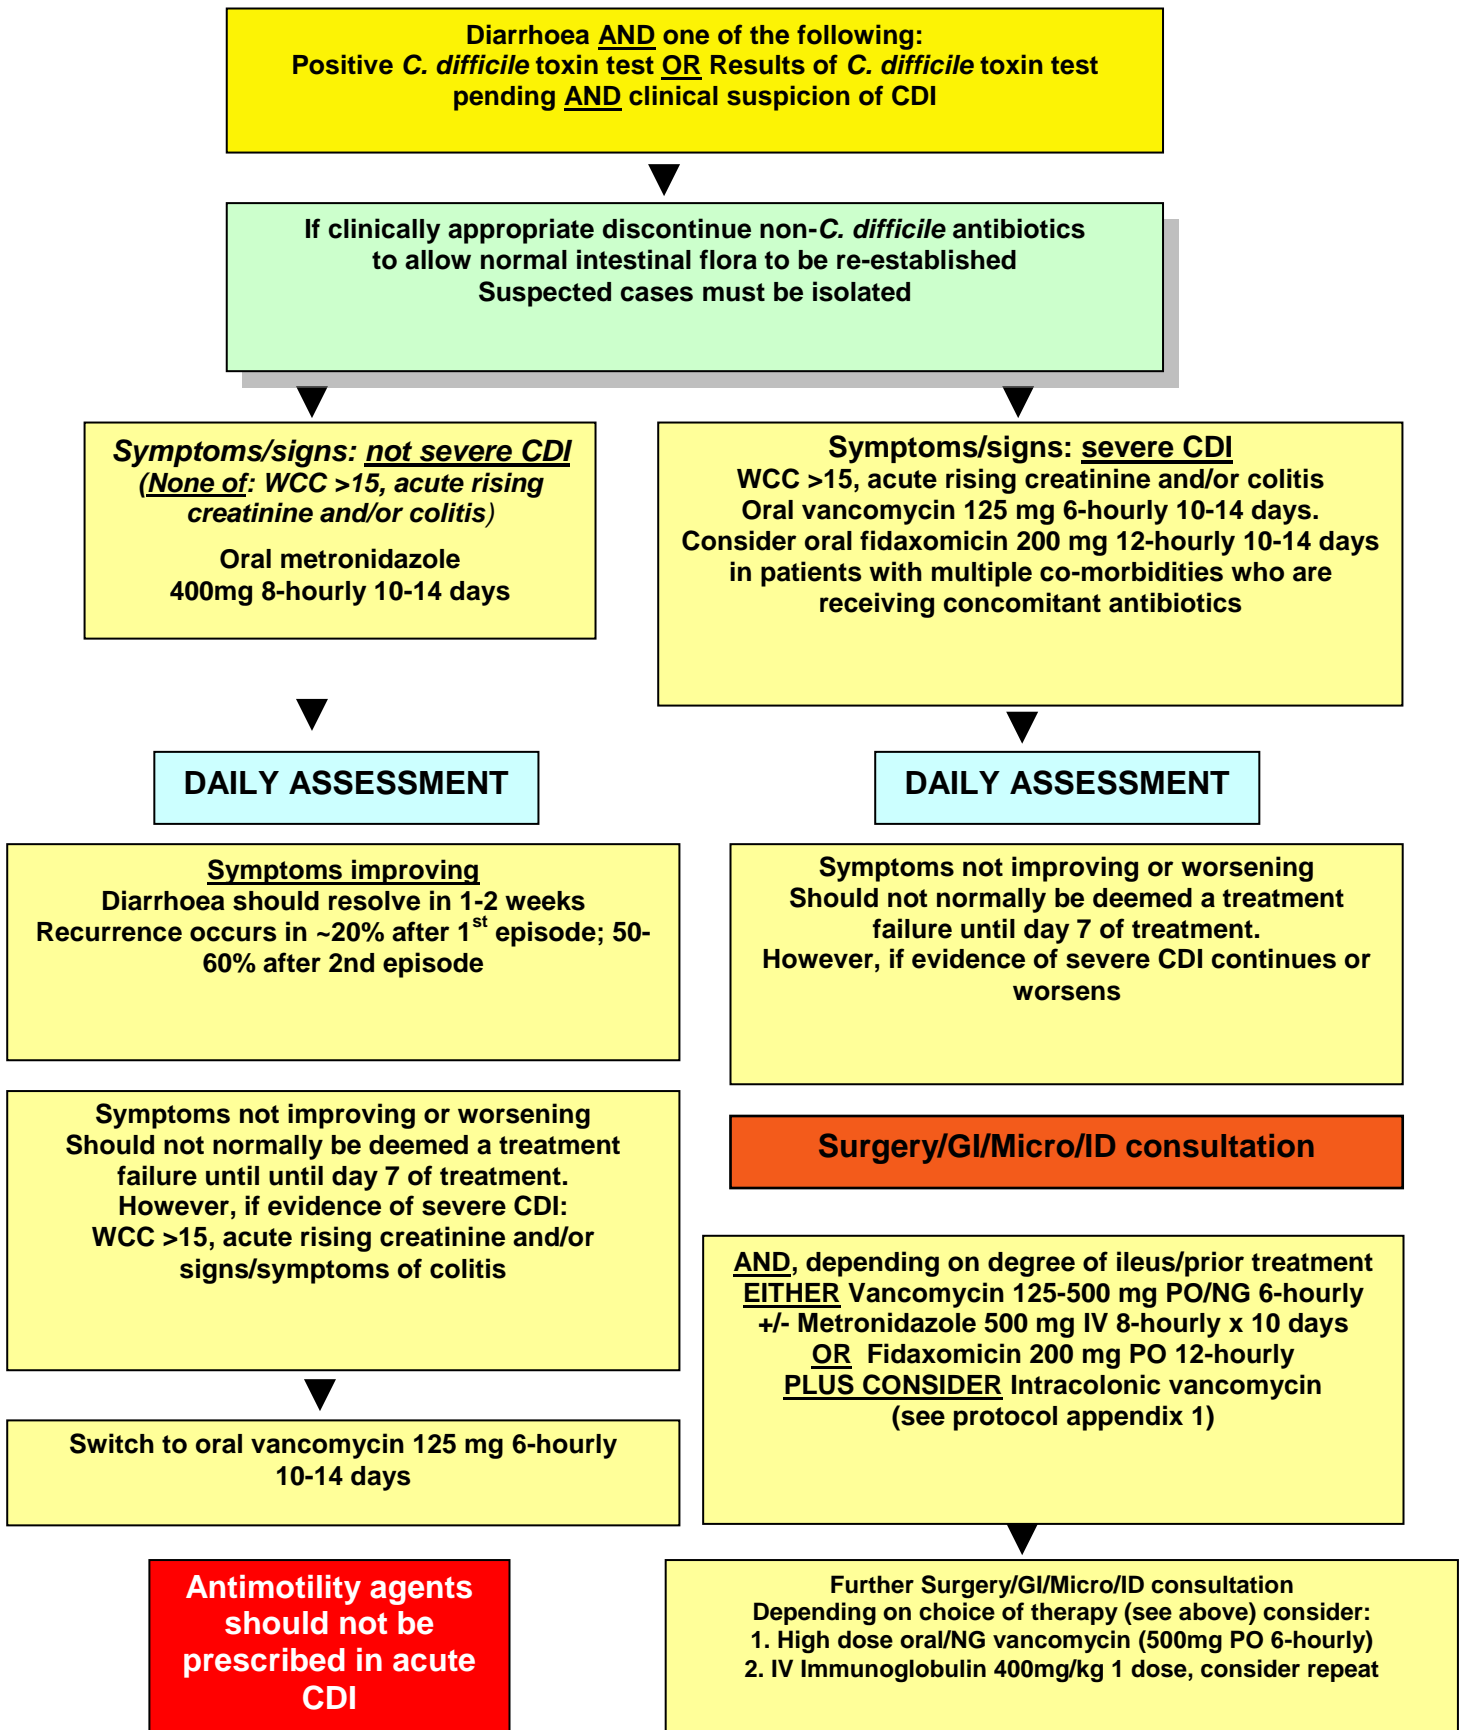 Diarrhoea AND one of the following:
Positive C. difficile toxin test OR Results of C. difficile toxin test
pending AND clinical suspicion of CDI
If clinically appropriate discontinue non-C. difficile antibiotics
to allow normal intestinal flora to be re-established
Suspected cases must be isolated
Symptoms/signs: not severe CDI
(None of: WCC >15, acute rising
creatinine and/or colitis)
Oral metronidazole
400mg 8-hourly 10-14 days
Symptoms/signs: severe CDI
WCC >15, acute rising creatinine and/or colitis
Oral vancomycin 125 mg 6-hourly 10-14 days.
Consider oral fidaxomicin 200 mg 12-hourly 10-14 days
in patients with multiple co-morbidities who are
receiving concomitant antibiotics
DAILY ASSESSMENT
DAILY ASSESSMENT
Symptoms improving
Diarrhoea should resolve in 1-2 weeks
Recurrence occurs in ~20% after 1st episode; 50-
60% after 2nd episode
Symptoms not improving or worsening
Should not normally be deemed a treatment
failure until day 7 of treatment.
However, if evidence of severe CDI continues or
worsens
Symptoms not improving or worsening
Should not normally be deemed a treatment
failure until until day 7 of treatment.
However, if evidence of severe CDI:
WCC >15, acute rising creatinine and/or
signs/symptoms of colitis
Surgery/GI/Micro/ID consultation
AND, depending on degree of ileus/prior treatment
EITHER Vancomycin 125-500 mg PO/NG 6-hourly
+/- Metronidazole 500 mg IV 8-hourly x 10 days
OR Fidaxomicin 200 mg PO 12-hourly
PLUS CONSIDER Intracolonic vancomycin
(see protocol appendix 1)
Switch to oral vancomycin 125 mg 6-hourly
10-14 days
Antimotility agents
should not be
prescribed in acute
CDI
Further Surgery/GI/Micro/ID consultation
Depending on choice of therapy (see above) consider:
1. High dose oral/NG vancomycin (500mg PO 6-hourly)
2. IV Immunoglobulin 400mg/kg 1 dose, consider repeat